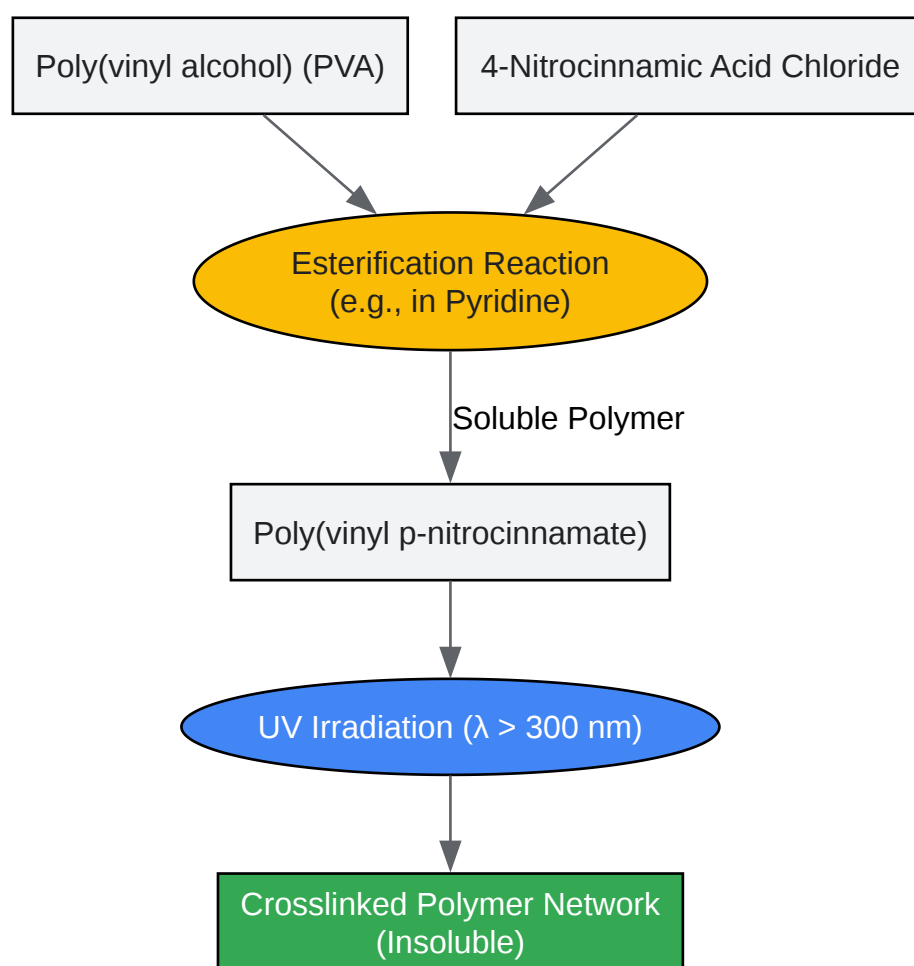 Poly(vinyl alcohol) (PVA)
4-Nitrocinnamic Acid Chloride
Esterification Reaction
(e.g., in Pyridine)
Soluble Polymer
Poly(vinyl p-nitrocinnamate)
UV Irradiation (λ > 300 nm)
Crosslinked Polymer Network
(Insoluble)